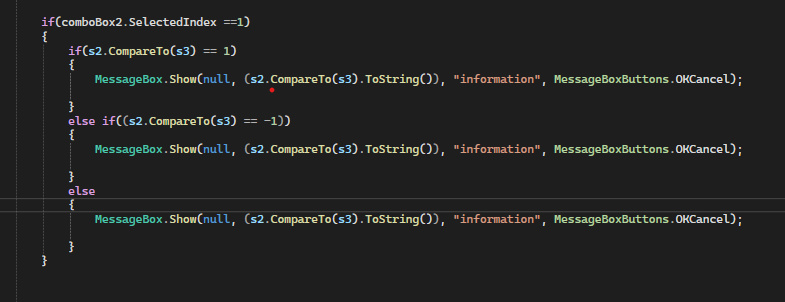 if(comboBox2.SelectedIndex ==1)
{
if(s2.CompareTo(s3) == 1)
{
MessageBox.Show(null, (s2.CompareTo(s3).ToString()), "information", MessageBoxButtons.OKCancel);
}
else if((s2.CompareTo(s3) == -1))
{
MessageBox.Show(null, (s2.CompareTo(s3).ToString()), "information", MessageBoxButtons.OKCancel);
}
else
{
MessageBox.Show(null, (s2.CompareTo(s3).ToString()), "information", MessageBoxButtons.OKCancel);
}
}